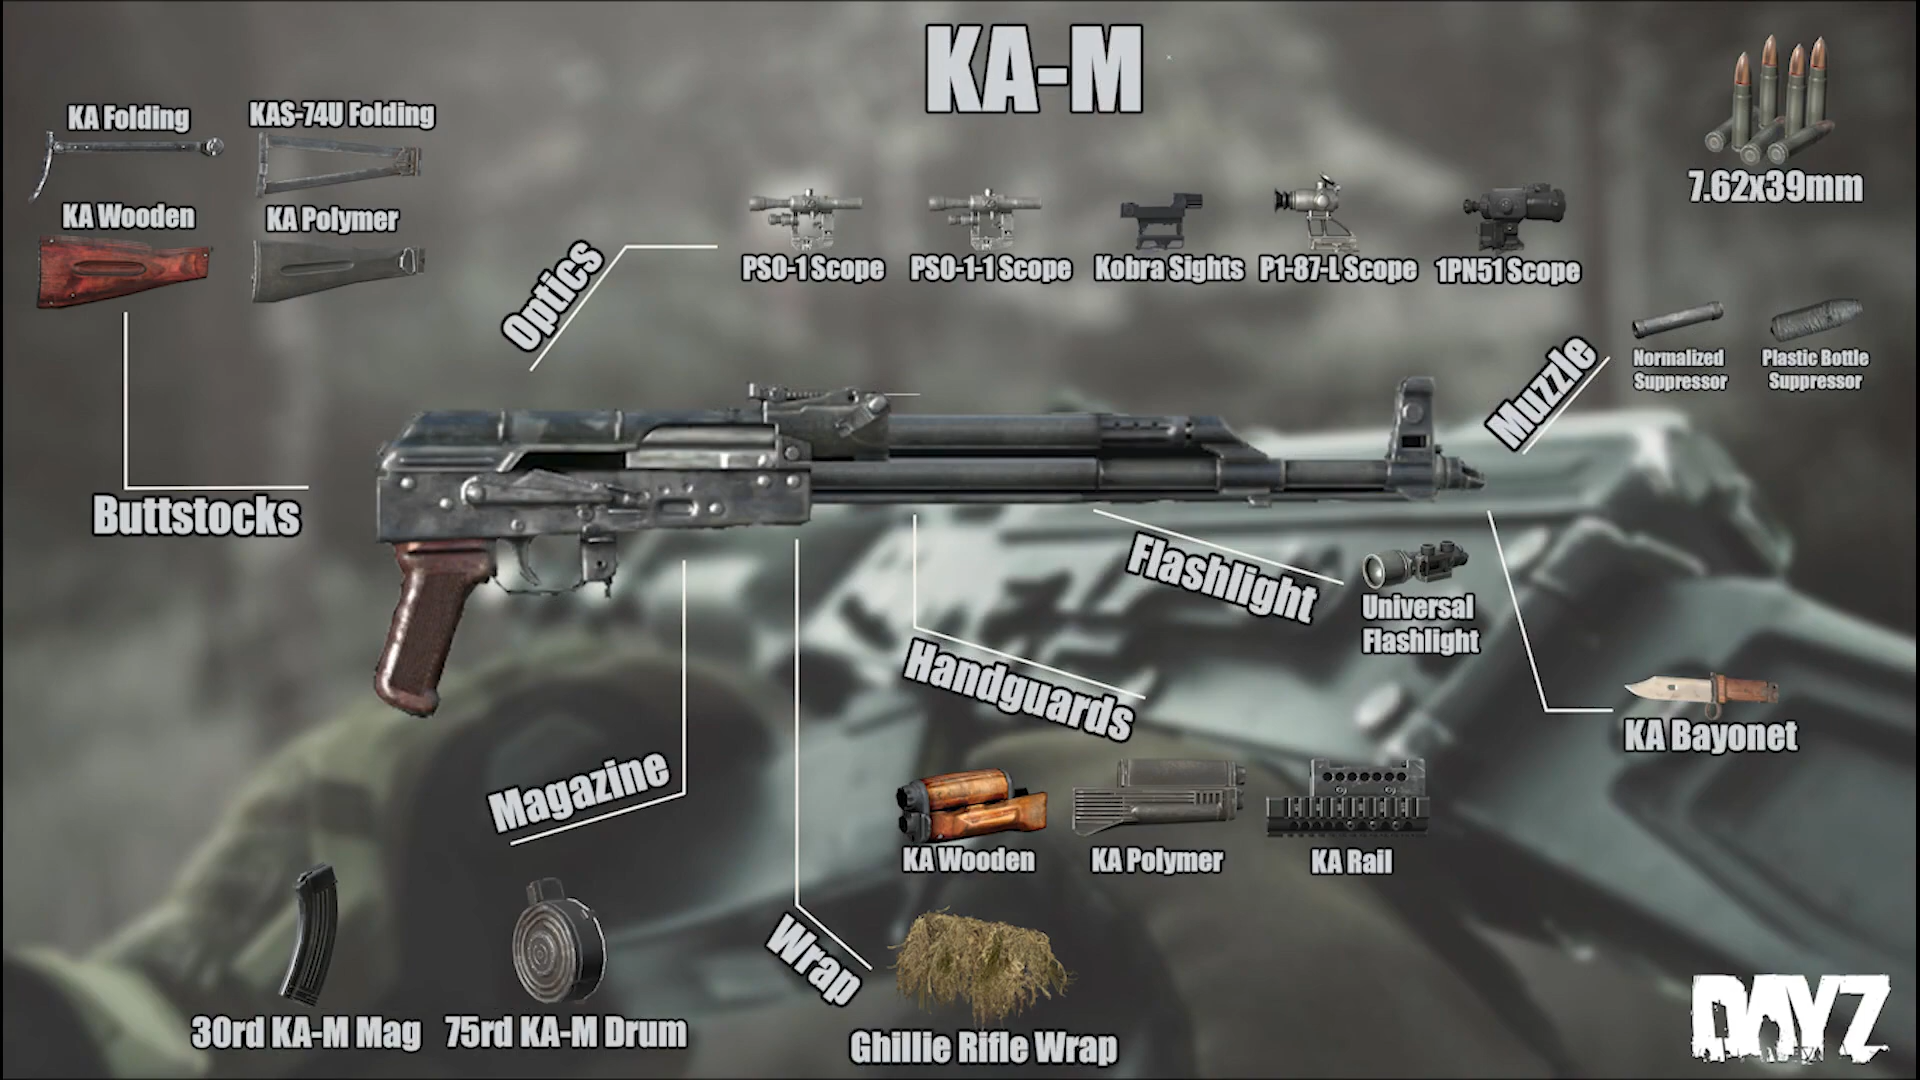 KA-M
KA Folding
KAS-74U Folding
KA Wooden
KA Polymer
Buttstocks
Optics
PSO-1 Scope
PSO-1-1 Scope
Kobra Sights
P1-87-L Scope
1PN51 Scope
7.62x39mm
Muzzle
Normalized
Suppressor
Plastic Bottle
Suppressor
Flashlight
Universal
Flashlight
KA Bayonet
Handguards
KA Wooden
KA Polymer
KA Rail
Magazine
30rd KA-M Mag
75rd KA-M Drum
Wrap
Ghillie Rifle Wrap
DAYZ